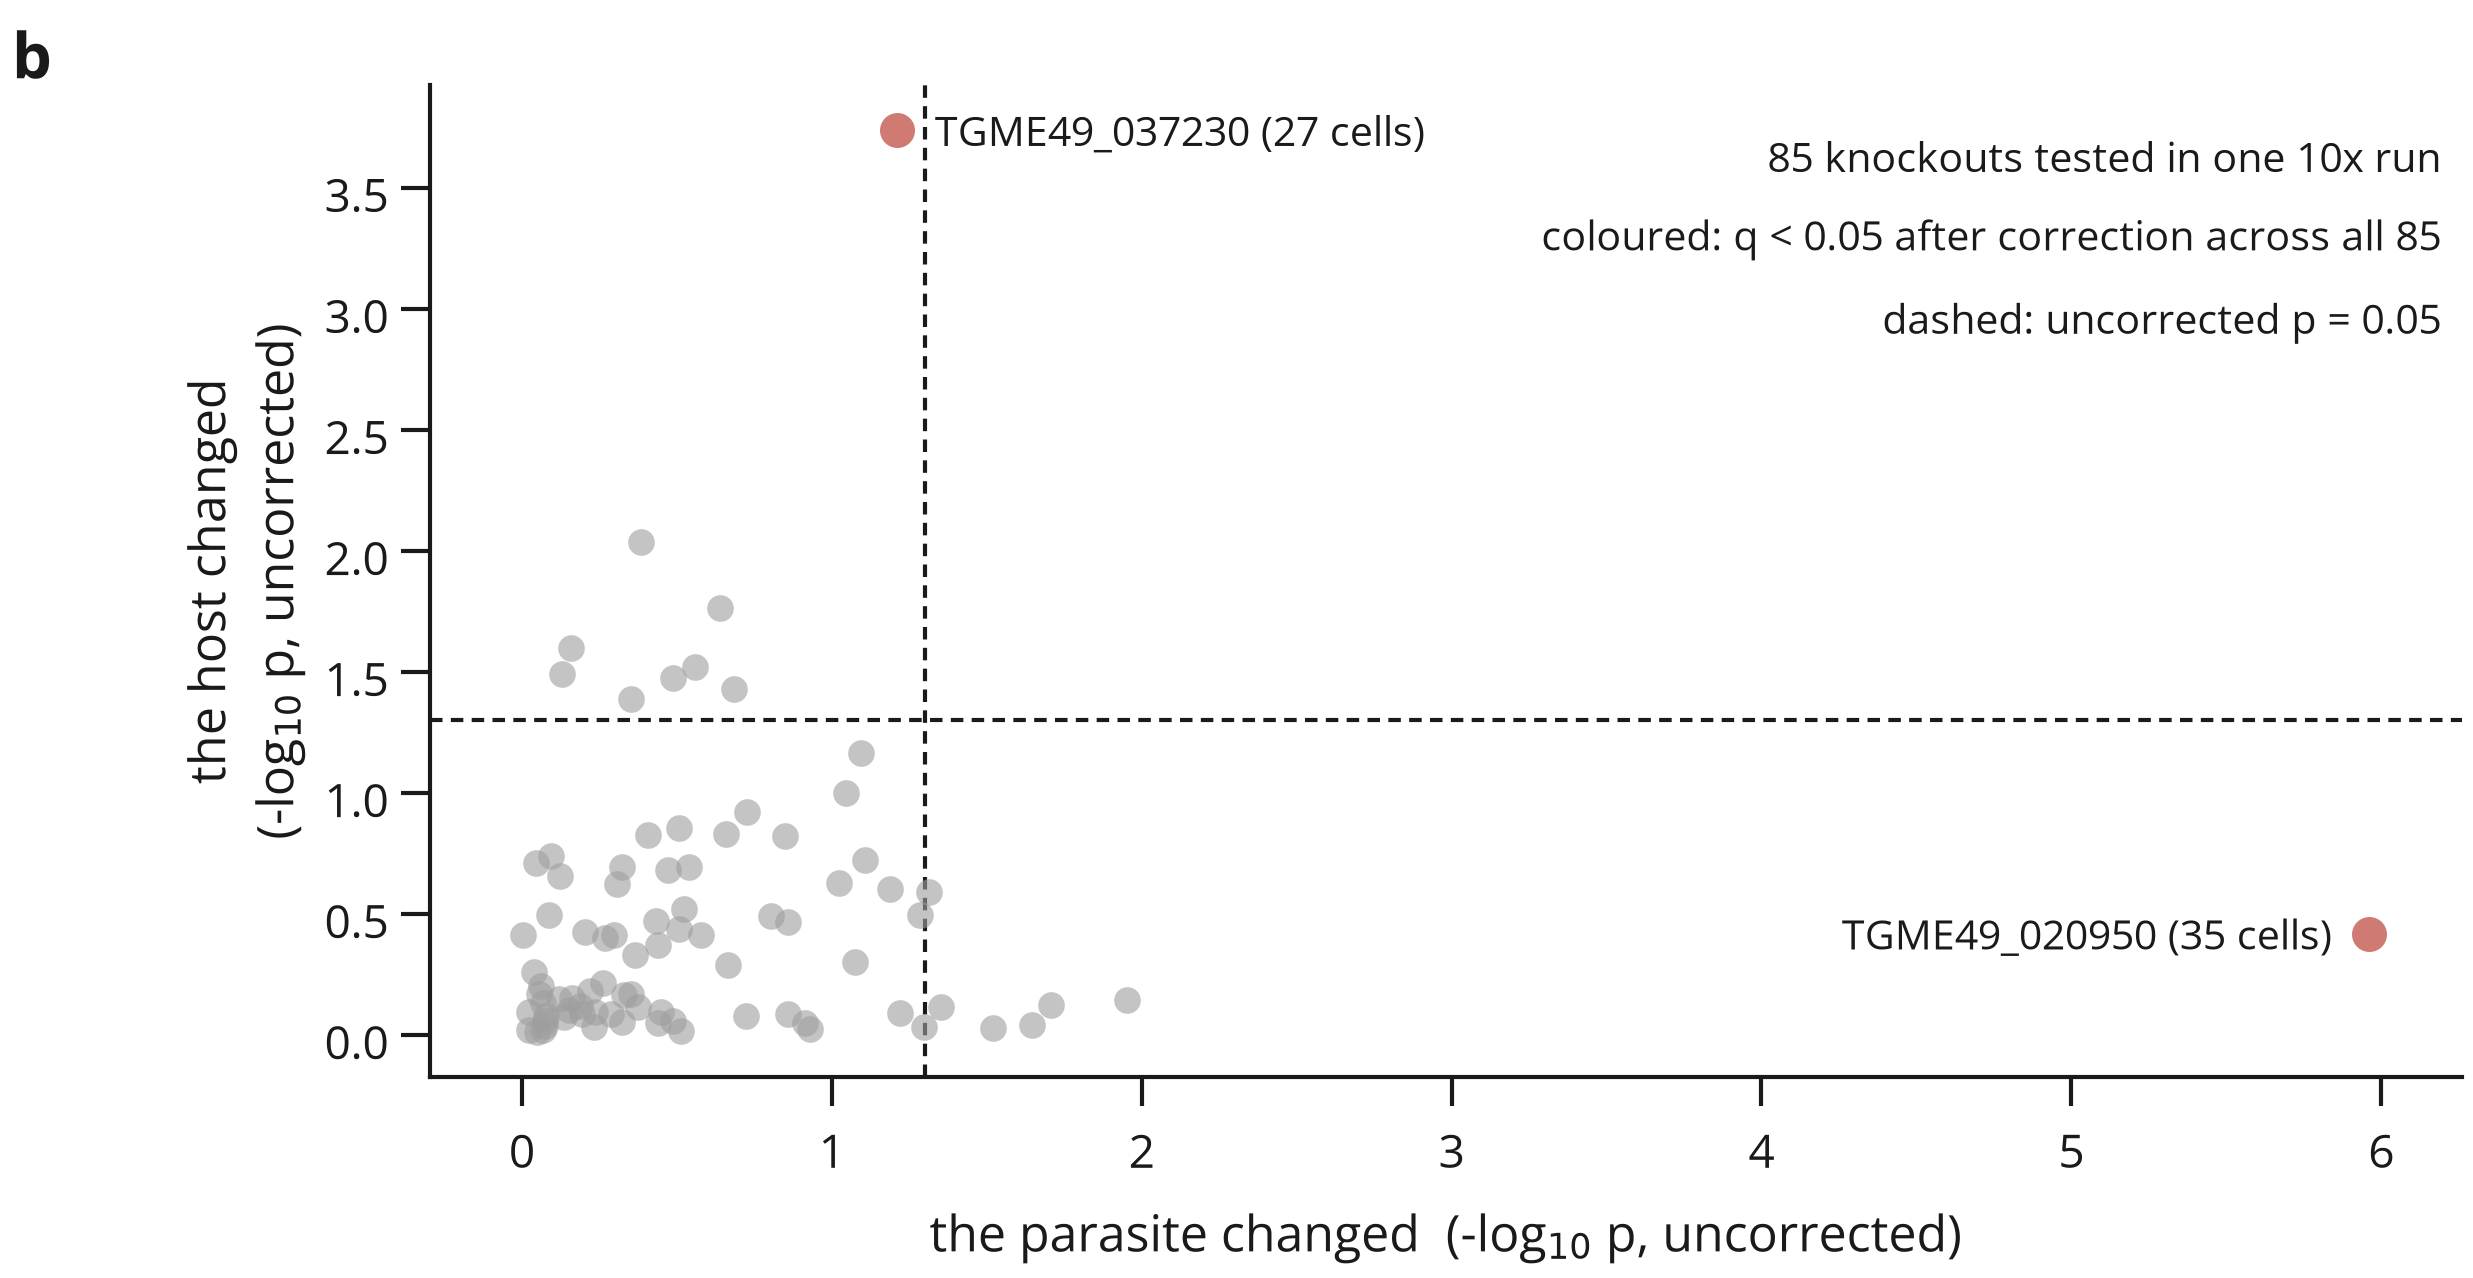 b
TGME49_037230 (27 cells)
85 knockouts tested in one 10x run
coloured: q < 0.05 after correction across all 85
dashed: uncorrected p = 0.05
the host changed
(-log₁₀ p, uncorrected)
3.5
3.0
2.5
2.0
1.5
1.0
0.5
0.0
TGME49_020950 (35 cells)
0 1 2 3 4 5 6
the parasite changed (-log₁₀ p, uncorrected)